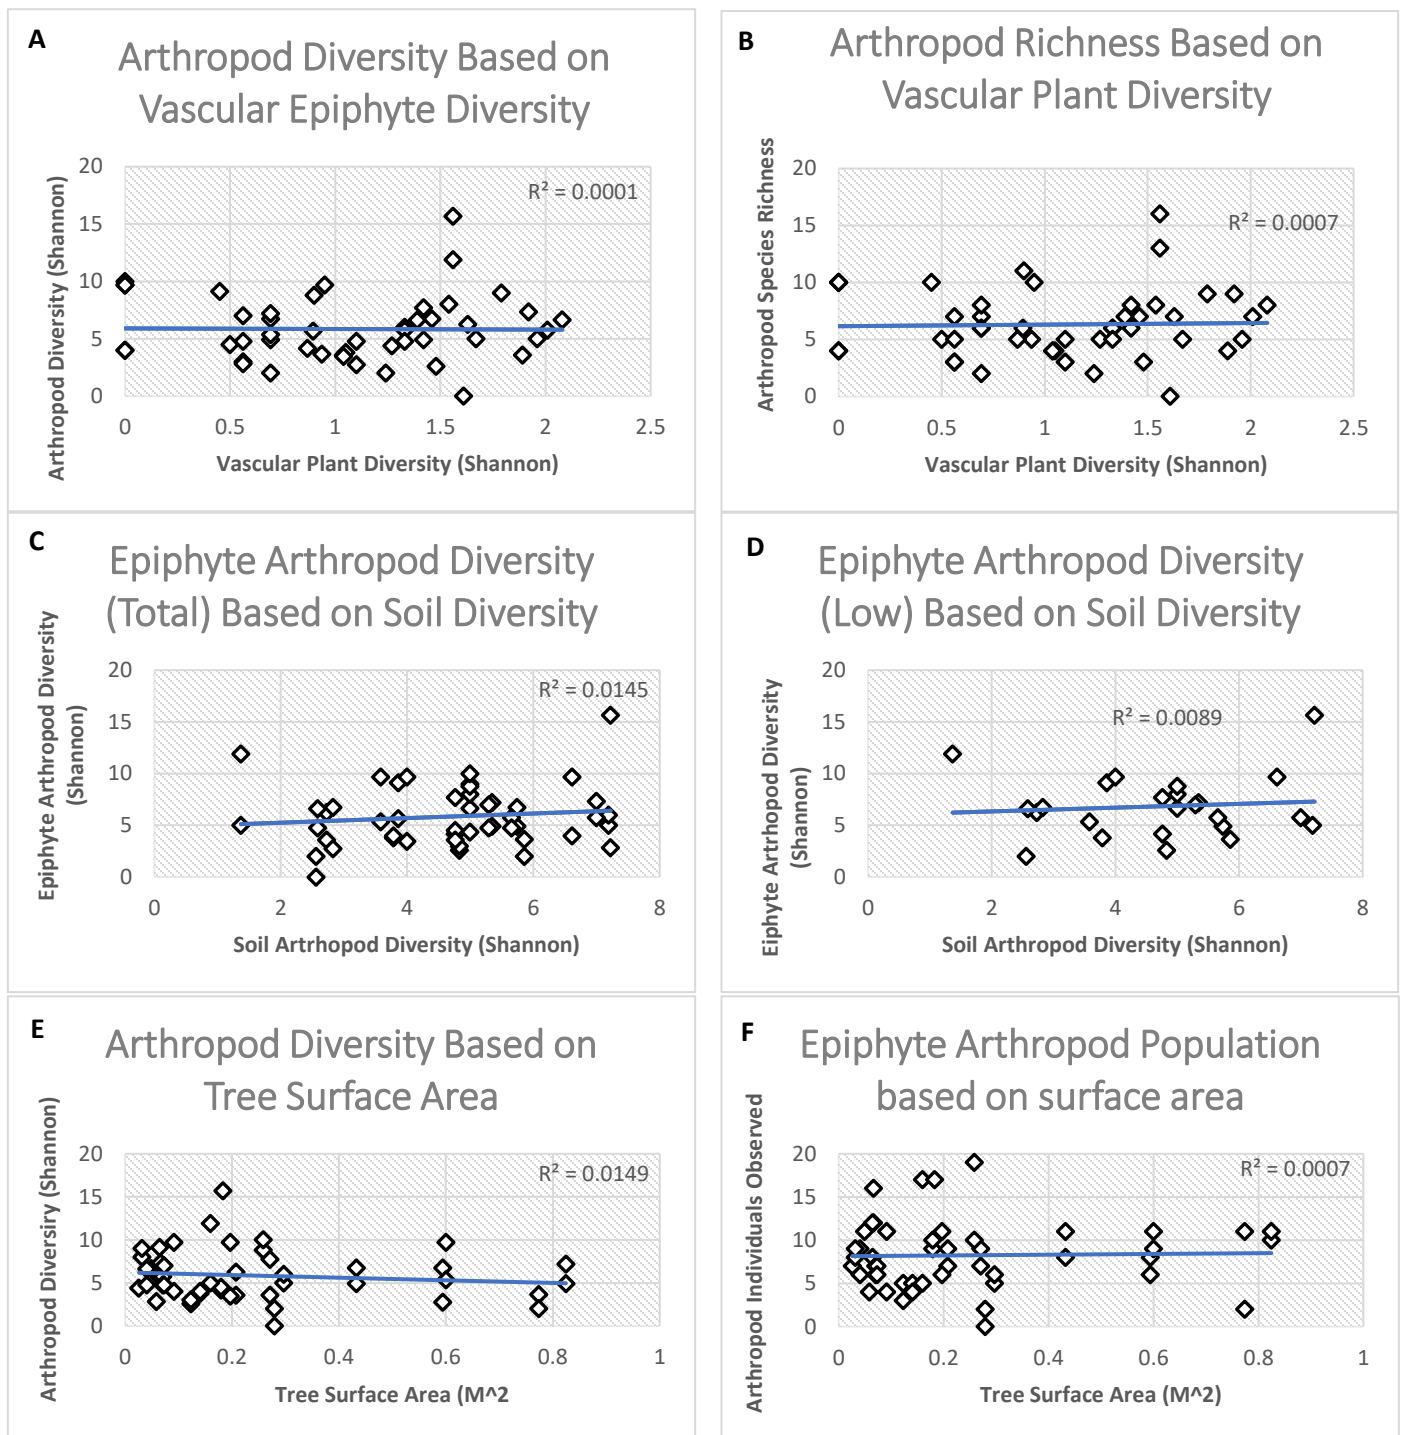 A
Arthropod Diversity Based on
Vascular Epiphyte Diversity
Arthropod Diversity (Shannon)
20
15
10
5
0
R² = 0.0001
0 0.5 1 1.5 2 2.5
Vascular Plant Diversity (Shannon)
B
Arthropod Richness Based on
Vascular Plant Diversity
Arthropod Species Richness
20
15
10
5
0
R² = 0.0007
0 0.5 1 1.5 2 2.5
Vascular Plant Diversity (Shannon)
C
Epiphyte Arthropod Diversity
(Total) Based on Soil Diversity
Epiphyte Arthropod Diversity
(Shannon)
20
15
10
5
0
R² = 0.0145
0 2 4 6 8
Soil Artrhopod Diversity (Shannon)
D
Epiphyte Arthropod Diversity
(Low) Based on Soil Diversity
Eiphyte Artrhopod Diversity
(Shannon)
20
15
10
5
0
R² = 0.0089
0 2 4 6 8
Soil Arthropod Diversity (Shannon)
E
Arthropod Diversity Based on
Tree Surface Area
Arthropod Diversiry (Shannon)
20
15
10
5
0
R² = 0.0149
0 0.2 0.4 0.6 0.8 1
Tree Surface Area (M^2
F
Epiphyte Arthropod Population
based on surface area
Arthropod Individuals Observed
20
15
10
5
0
R² = 0.0007
0 0.2 0.4 0.6 0.8 1
Tree Surface Area (M^2)